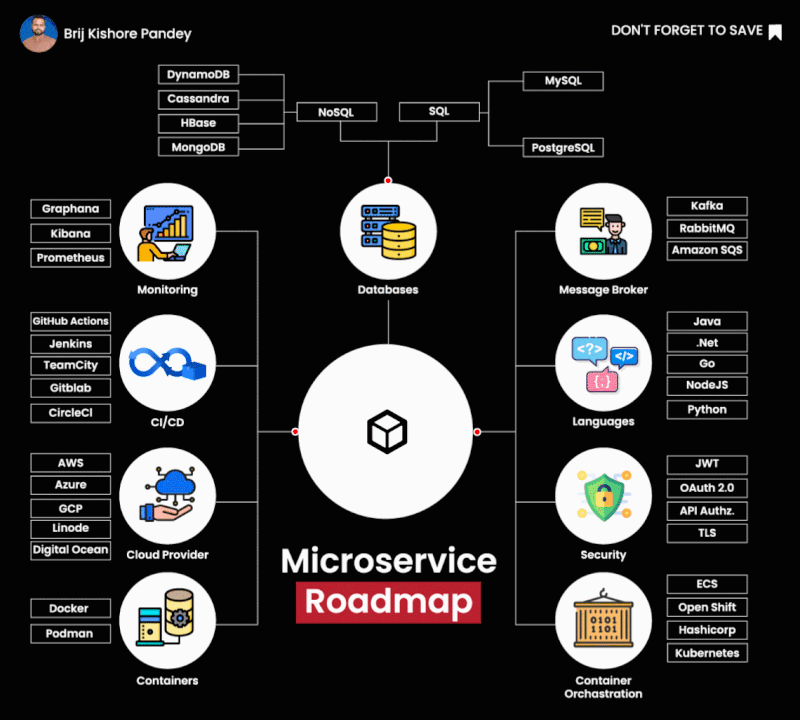 Brij Kishore Pandey
DON'T FORGET TO SAVE
DynamoDB
Cassandra
HBase
MongoDB
NoSQL
SQL
MySQL
PostgreSQL
Databases
Graphana
Kibana
Prometheus
Monitoring
Kafka
RabbitMQ
Amazon SQS
Message Broker
GitHub Actions
Jenkins
TeamCity
Gitblab
CircleCI
CI/CD
Java
.Net
Go
NodeJS
Python
<?>
</>
{;}
Languages
AWS
Azure
GCP
Linode
Digital Ocean
Cloud Provider
JWT
OAuth 2.0
API Authz.
TLS
Security
Microservice
Roadmap
Docker
Podman
Containers
ECS
Open Shift
Hashicorp
Kubernetes
0101
1101
Container
Orchastration